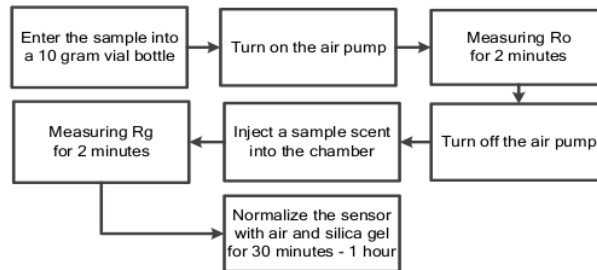 Enter the sample into
a 10 gram vial bottle
Turn on the air pump
Measuring Ro
for 2 minutes
Turn off the air pump
Inject a sample scent
into the chamber
Measuring Rg
for 2 minutes
Normalize the sensor
with air and silica gel
for 30 minutes - 1 hour